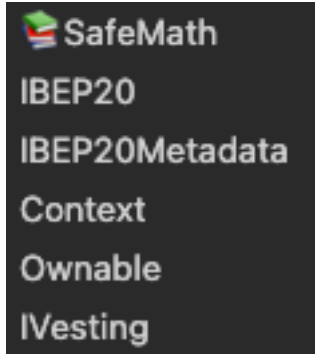 📚SafeMath
IBEP20
IBEP20Metadata
Context
Ownable
IVesting